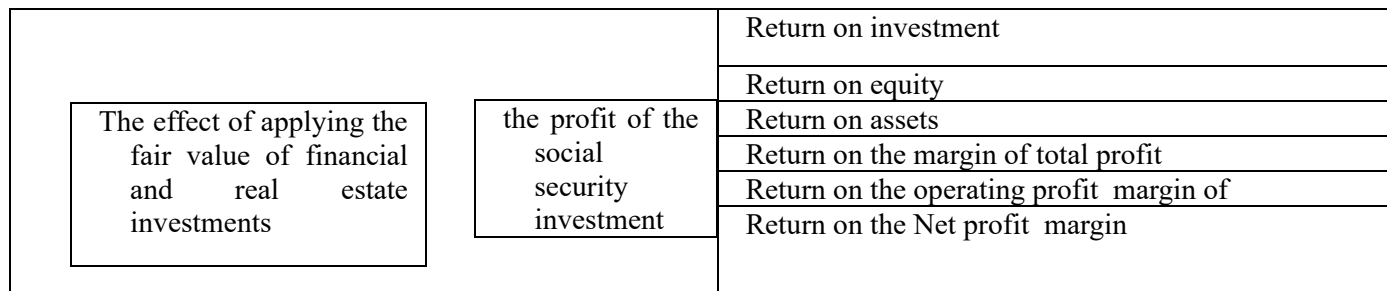 The effect of applying the
fair value of financial
and real estate
investments
the profit of the
social
security
investment
Return on investment
Return on equity
Return on assets
Return on the margin of total profit
Return on the operating profit margin of
Return on the Net profit margin